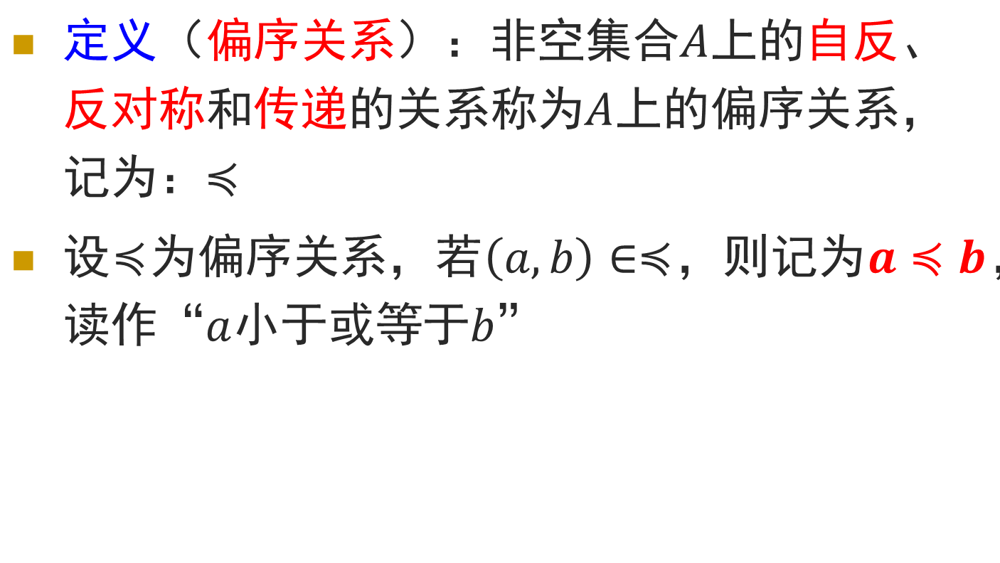 定义（偏序关系）：非空集合A上的自反、
反对称和传递的关系称为A上的偏序关系，
记为：≼
设≼为偏序关系，若(a, b) ∈≼，则记为a ≼ b，
读作“a小于或等于b”